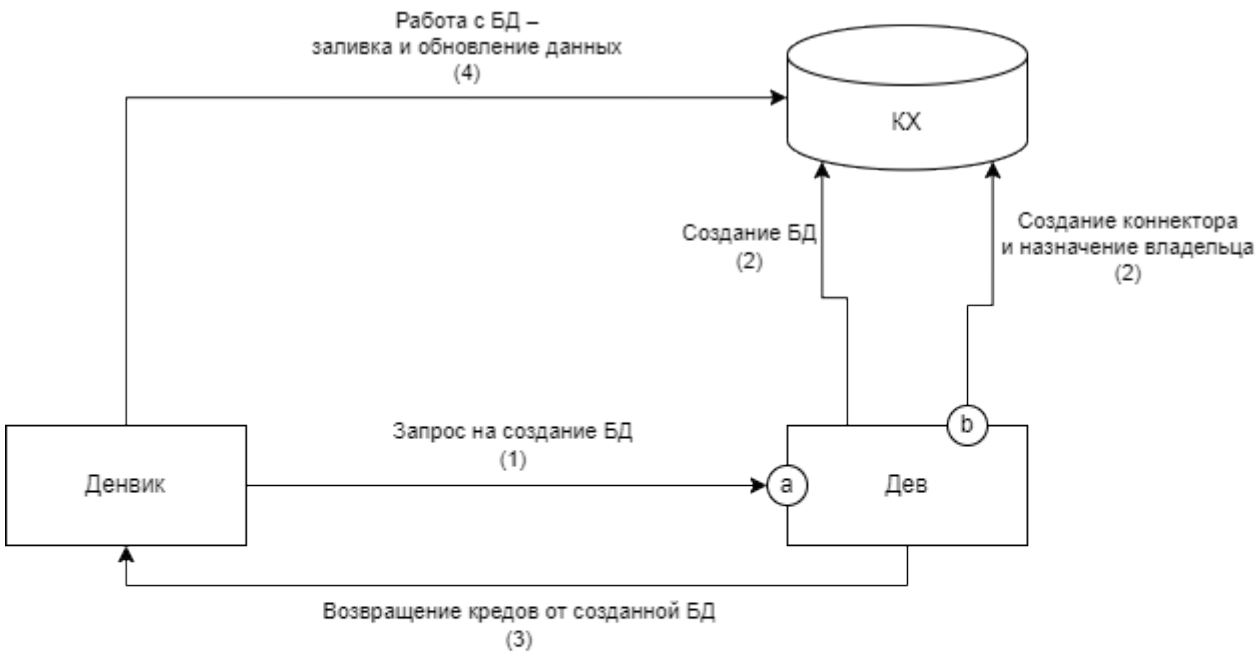 Работа с БД –
заливка и обновление данных
(4)
КХ
Создание БД
(2)
Создание коннектора
и назначение владельца
(2)
Запрос на создание БД
(1)
b
Денвик
a
Дев
Возвращение кредов от созданной БД
(3)